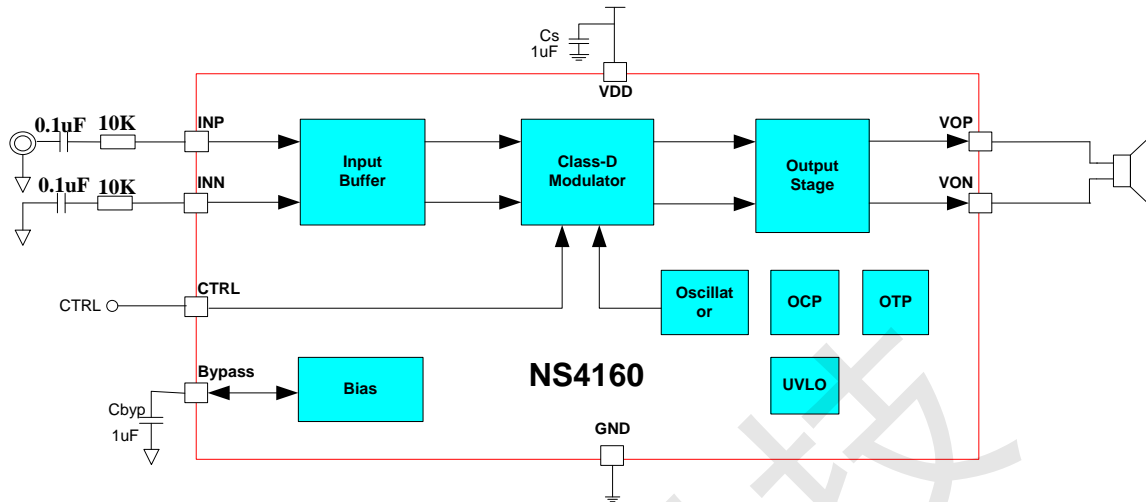 Cs
1uF
VDD
0.1uF
10K
INP
0.1uF
10K
INN
Input
Buffer
Class-D
Modulator
Output
Stage
VOP
VON
CTRL
CTRL
Oscillat
or
OCP
OTP
Bypass
Bias
NS4160
UVLO
Cbyp
1uF
GND
技